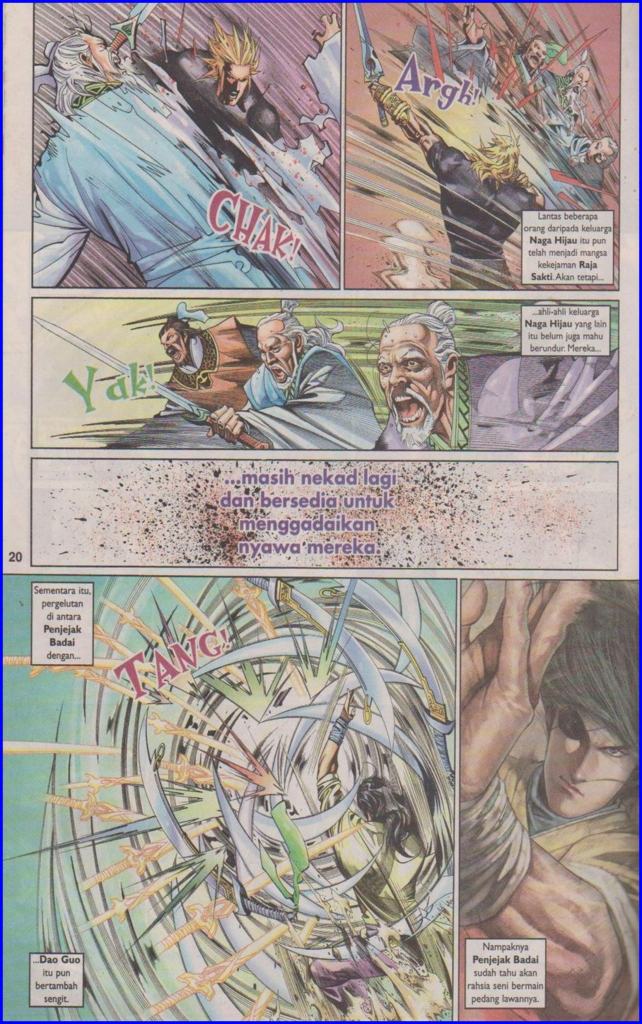 CHAK!
Argh!
Lantas beberapa
orang daripada keluarga
Naga Hijau itu pun
telah menjadi mangsa
kekejaman Raja
Sakti. Akan tetapi...
...ahli-ahli keluarga
Naga Hijau yang lain
itu belum juga mahu
berundur. Mereka...
Yak!
...masih nekad lagi
dan bersedia untuk
menggadaikan
nyawa mereka.
20
Sementara itu,
pergelutan
di antara
Penjejak
Badai
dengan...
TANG!
...Dao Guo
itu pun
bertambah
sengit.
Nampaknya
Penjejak Badai
sudah tahu akan
rahsia seni bermain
pedang lawannya.